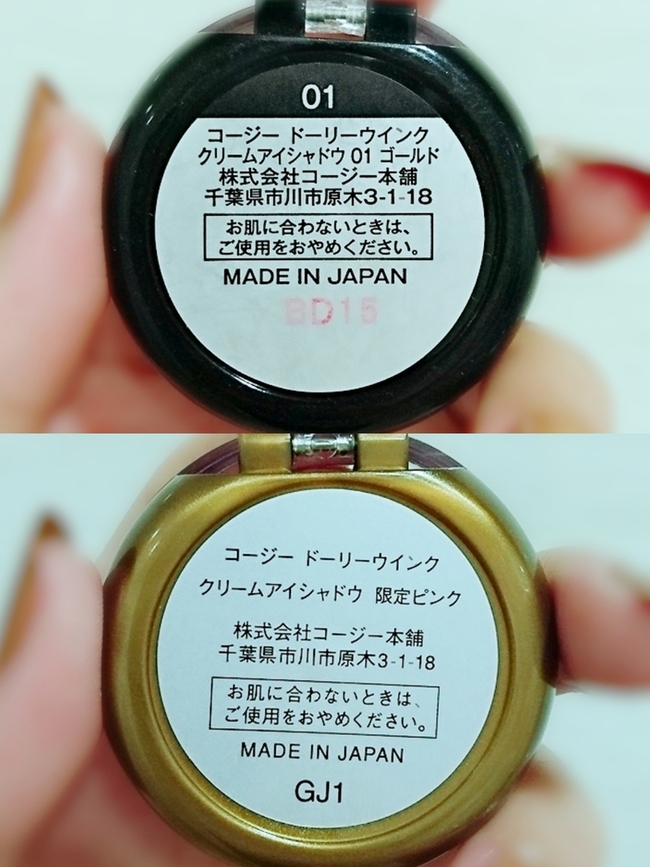 01
コージー ドーリーウインク
クリームアイシャドウ 01 ゴールド
株式会社コージー本舗
千葉県市川市原木3-1-18
お肌に合わないときは、
ご使用をおやめください。
MADE IN JAPAN
BD15
コージー ドーリーウインク
クリームアイシャドウ 限定ピンク
株式会社コージー本舗
千葉県市川市原木3-1-18
お肌に合わないときは、
ご使用をおやめください。
MADE IN JAPAN
GJ1